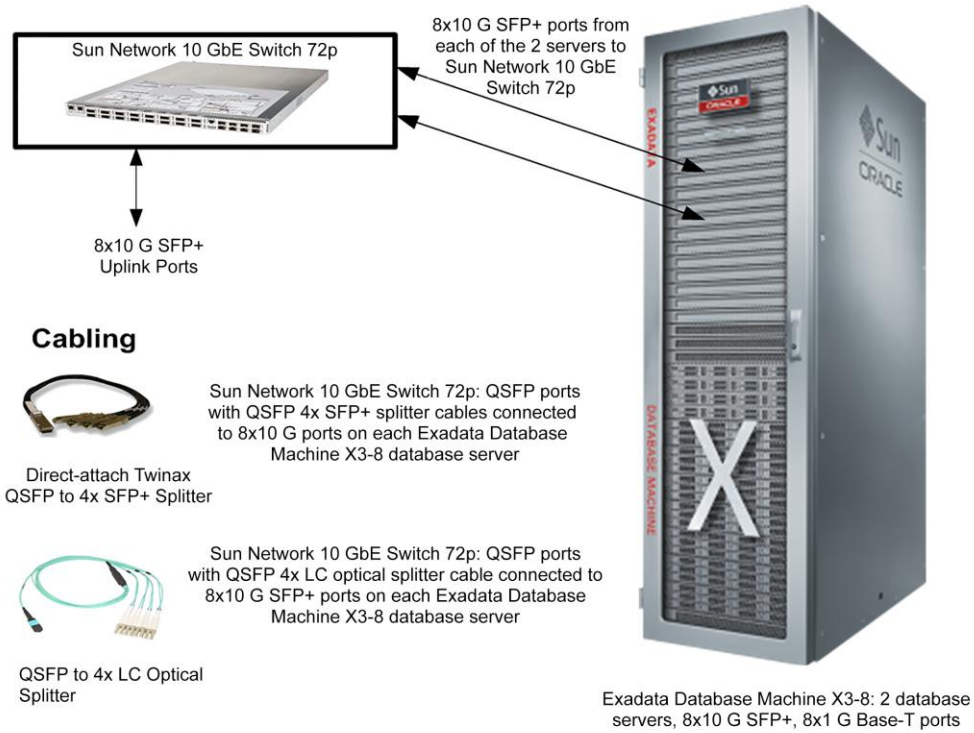 Sun Network 10 GbE Switch 72p
8x10 G SFP+ ports from
each of the 2 servers to
Sun Network 10 GbE
Switch 72p
8x10 G SFP+
Uplink Ports
Sun
ORACLE
EXADATA
DATABASE MACHINE
X
Sun
ORACLE
Cabling
Direct-attach Twinax
QSFP to 4x SFP+ Splitter
Sun Network 10 GbE Switch 72p: QSFP ports
with QSFP 4x SFP+ splitter cables connected
to 8x10 G ports on each Exadata Database
Machine X3-8 database server
QSFP to 4x LC Optical
Splitter
Sun Network 10 GbE Switch 72p: QSFP ports
with QSFP 4x LC optical splitter cable connected to
8x10 G SFP+ ports on each Exadata Database
Machine X3-8 database server
Exadata Database Machine X3-8: 2 database
servers, 8x10 G SFP+, 8x1 G Base-T ports